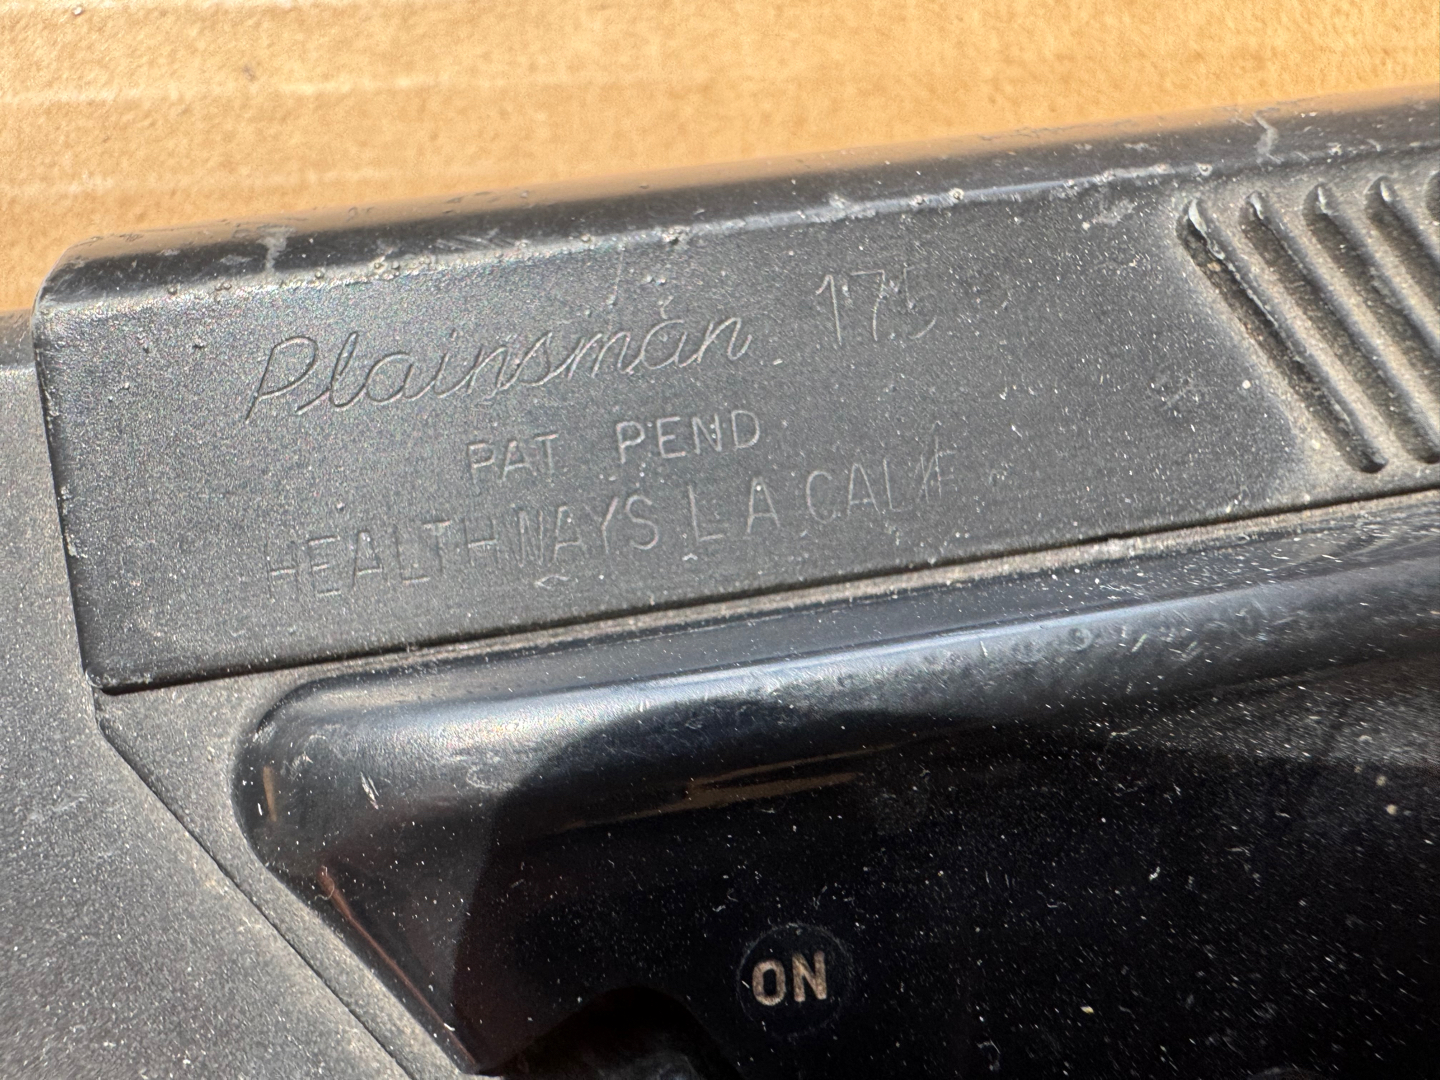 Plainsman 175
PAT PEND
HEALTHWAYS L A CALIF
ON